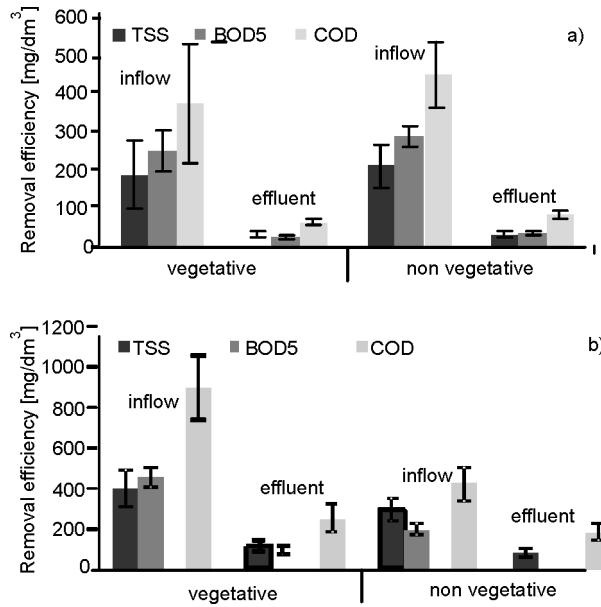 600
TSS BOD5 COD
a)
500
inflow
inflow
400
300
effluent
effluent
200
100
0
Removal efficiency [mg/dm3]
vegetative
non vegetative
1200
TSS BOD5 COD
b)
1000
inflow
800
600
inflow
effluent
effluent
400
200
0
Removal efficiency [mg/dm3]
vegetative
non vegetative